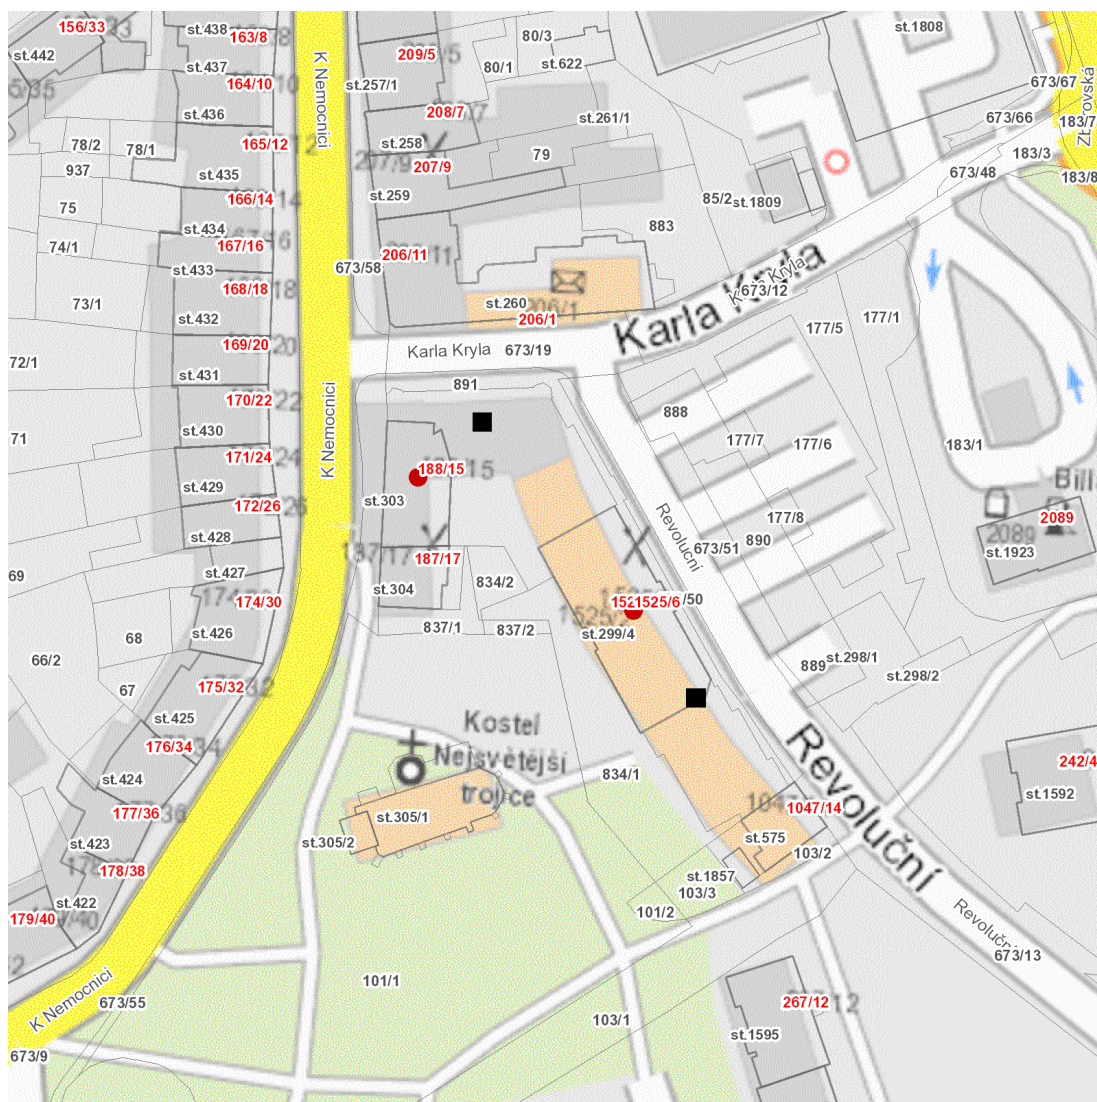 156/33
st.442
st.438
163/8
st.437
164/10
st.436
165/12
78/2
78/1
937
st.435
166/14
75
st.434
74/1
167/16
st.433
168/18
73/1
st.432
169/20
72/1
st.431
170/22
71
st.430
171/24
st.429
172/26
st.428
69
st.427
174/30
68
st.426
66/2
67
175/32
st.425
176/34
st.424
177/36
st.423
178/38
st.422
179/40
673/55
673/9
K Nemocnici
K Nemocnici
K Nemocnici
209/5
80/3
80/1
st.622
st.257/1
208/7
st.261/1
st.258
79
207/9
st.259
206/11
673/58
883
85/2
st.1809
st.260
206/1
206/1
Karla Kryla
673/19
Karla Kryla
673/12
st.1808
673/67
673/66
183/7
183/3
673/48
183/8
Zborovská
177/5
177/1
891
888
177/7
177/6
183/1
188/15
st.303
187/17
187/17
st.304
834/2
837/1
837/2
Revoluční
673/51
890
177/8
Bill
2089
2089
st.1923
1525/6
/50
1525/2
st.299/4
889
st.298/1
st.298/2
Kostel
Nejsvětější
trojice
834/1
st.305/1
st.305/2
Revoluční
242/4
st.1592
1047/14
st.575
103/2
st.1857
103/3
101/2
Revoluční
673/13
101/1
103/1
267/12
st.1595